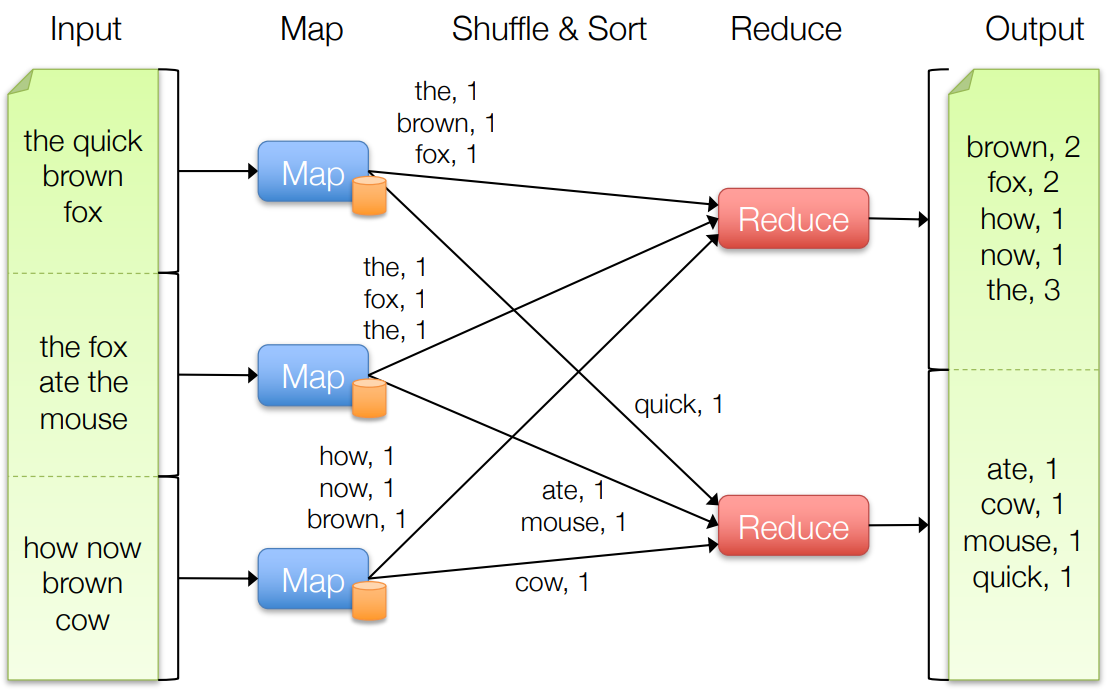 Input
Map
Shuffle & Sort
Reduce
Output
the quick
brown
fox
the fox
ate the
mouse
how now
brown
cow
Map
Map
Map
the, 1
brown, 1
fox, 1
the, 1
fox, 1
the, 1
how, 1
now, 1
brown, 1
quick, 1
ate, 1
mouse, 1
cow, 1
Reduce
Reduce
brown, 2
fox, 2
how, 1
now, 1
the, 3
ate, 1
cow, 1
mouse, 1
quick, 1